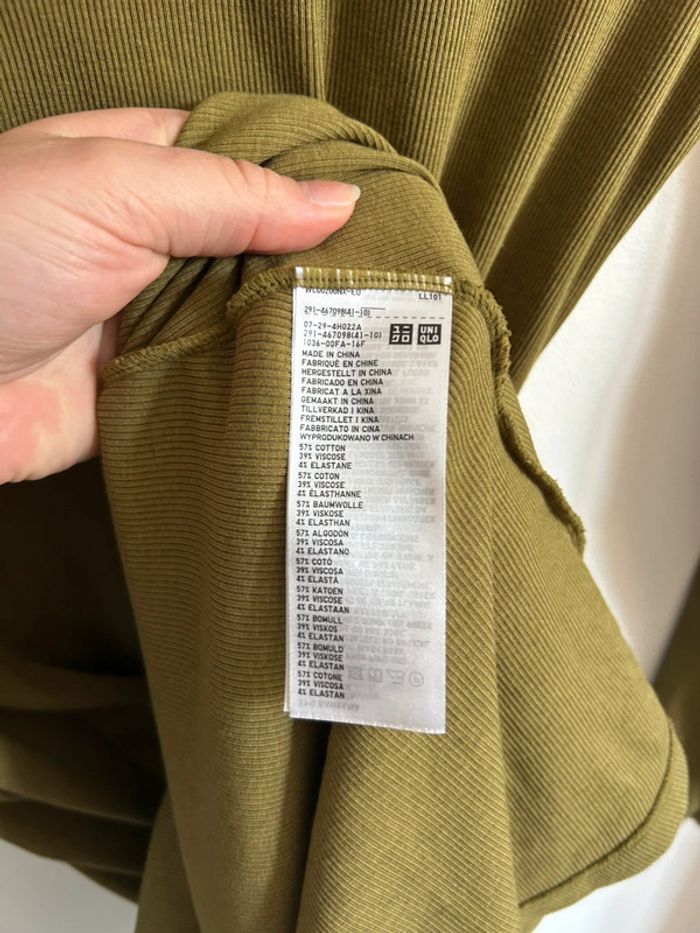 LL101
291-467098(41-10)
07-29-4H022A
291-467098(41-10)
1036-00FA-16F
ユニ
クロ
UNI
QLO
MADE IN CHINA
FABRIQUÉ EN CHINE
HERGESTELLT IN CHINA
FABRICADO EN CHINA
FABRICAT A LA XINA
GEMAAKT IN CHINA
TILLVERKAD I KINA
FREMSTILLET I KINA
FABBRICATO IN CINA
WYPRODUKOWANO W CHINACH
57% COTTON
39% VISCOSE
4% ELASTANE
57% COTON
39% VISCOSE
4% ÉLASTHANNE
57% BAUMWOLLE
39% VISKOSE
4% ELASTHAN
57% ALGODÓN
39% VISCOSA
4% ELASTANO
57% COTÓ
39% VISCOSA
4% ELASTÀ
57% KATOEN
39% VISCOSE
4% ELASTAAN
57% BOMULL
39% VISKOS
4% ELASTAN
57% BOMULD
39% VISKOSE
4% ELASTAN
57% COTONE
39% VISCOSA
4% ELASTAN